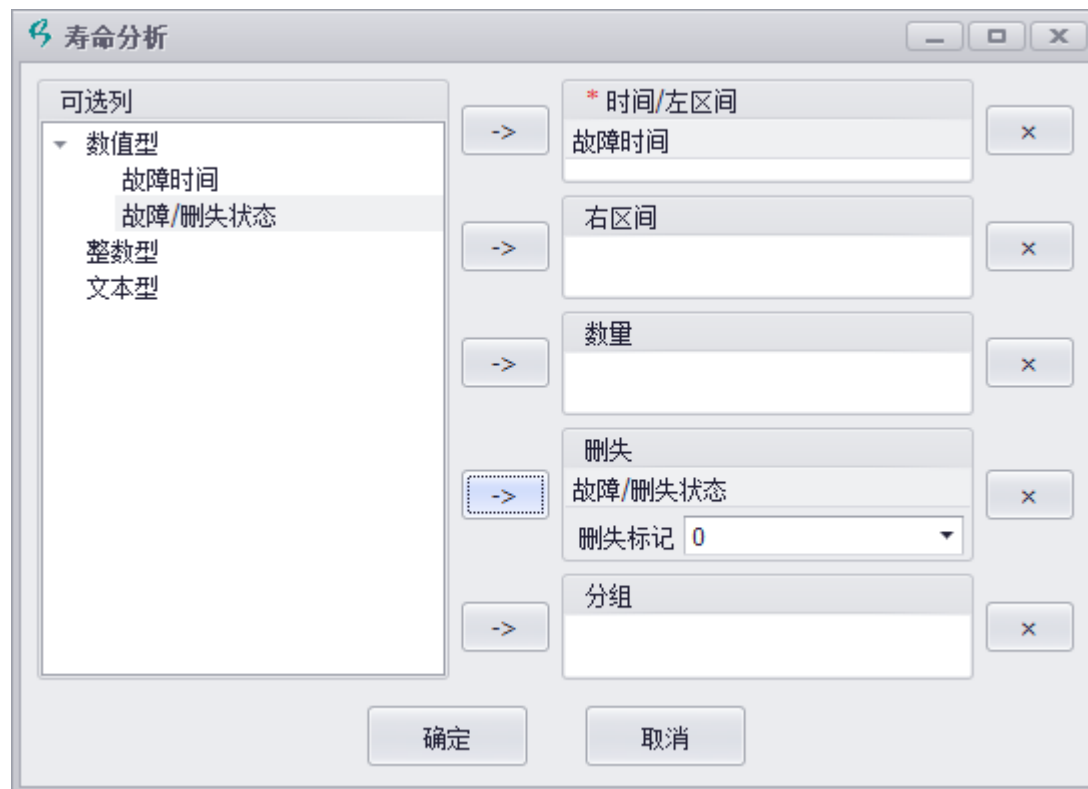 寿命分析
可选列
数值型
故障时间
故障/删失状态
整数型
文本型
->
* 时间/左区间
故障时间
×
->
右区间
×
->
数量
×
->
删失
故障/删失状态
删失标记 0
×
->
分组
×
确定
取消